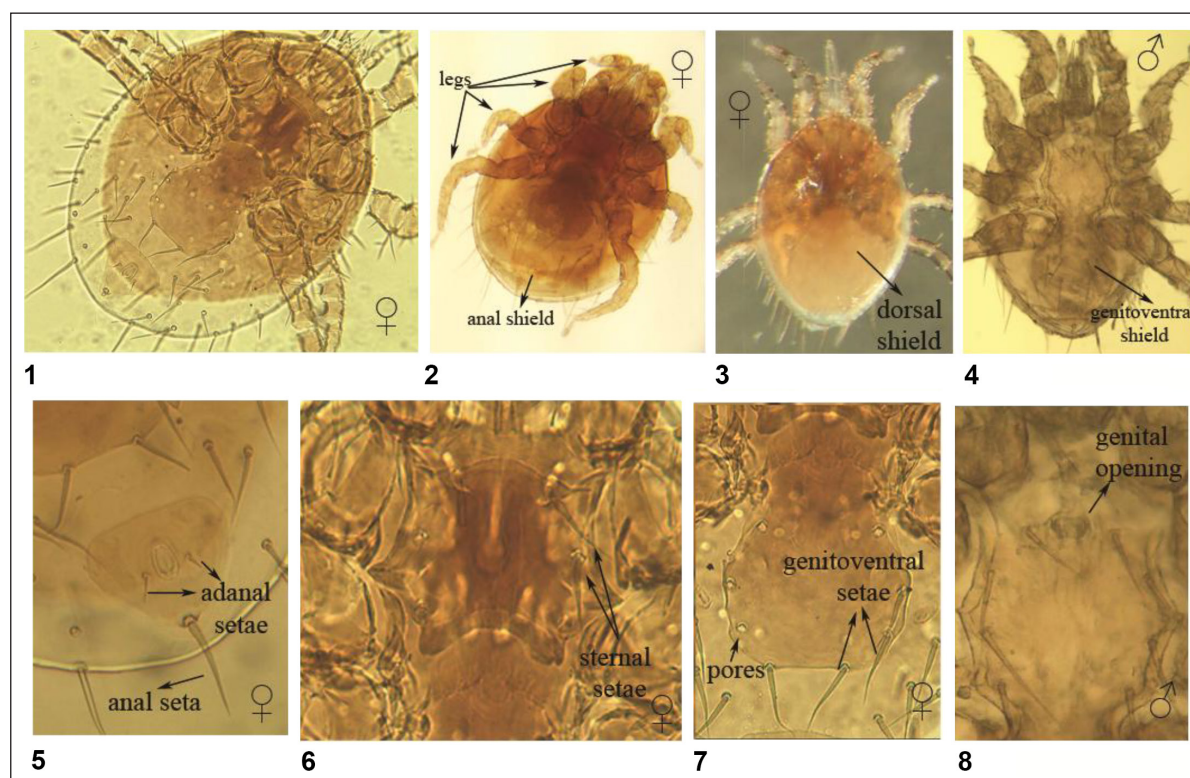 legs
♀
anal shield
♀
♀
dorsal
shield
♂
genitoventral
shield
1
2
3
4
adanal
setae
anal seta
♀
sternal
setae
♀
genitoventral
setae
pores
♀
genital
opening
♂
5
6
7
8